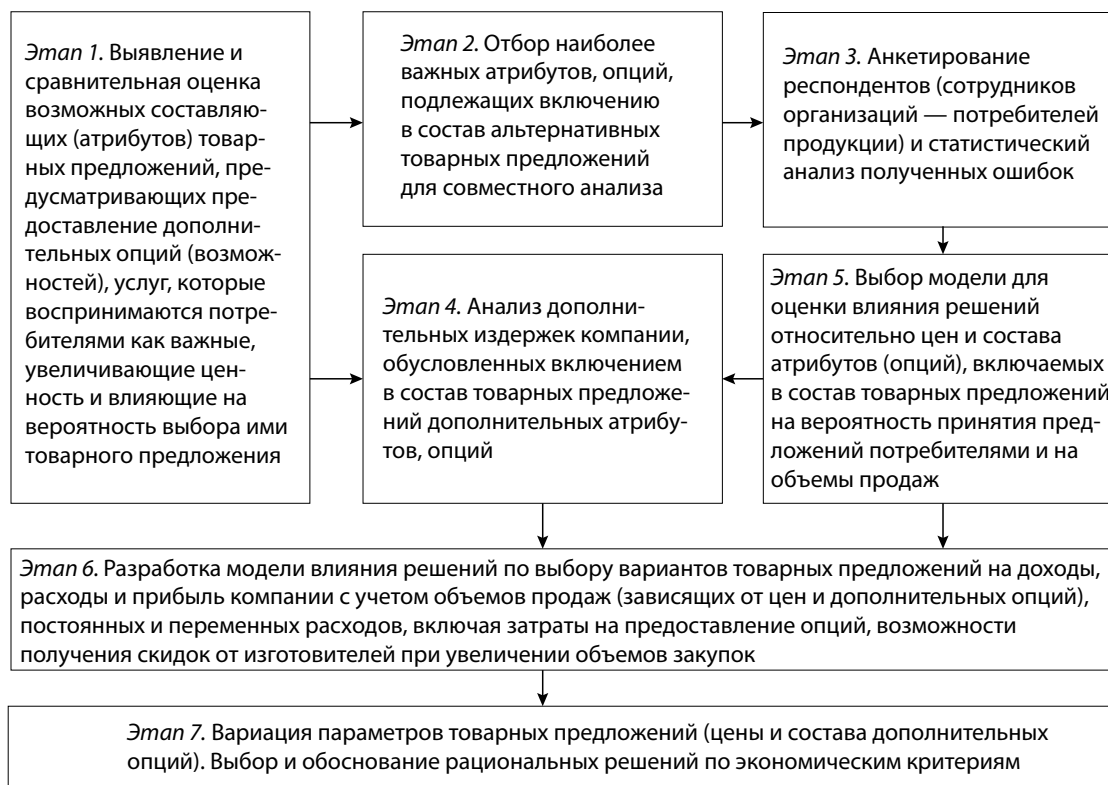 Этап 1. Выявление и
сравнительная оценка
возможных составляю-
щих (атрибутов) товар-
ных предложений, пре-
дусматривающих пре-
доставление дополни-
тельных опций (возмож-
ностей), услуг, которые
воспринимаются потре-
бителями как важные,
увеличивающие цен-
ность и влияющие на
вероятность выбора ими
товарного предложения
Этап 2. Отбор наиболее
важных атрибутов, опций,
подлежащих включению
в состав альтернативных
товарных предложений
для совместного анализа
Этап 3. Анкетирование
респондентов (сотрудников
организаций — потребителей
продукции) и статистический
анализ полученных ошибок
Этап 4. Анализ дополни-
тельных издержек компании,
обусловленных включением
в состав товарных предложе-
ний дополнительных атрибу-
тов, опций
Этап 5. Выбор модели для
оценки влияния решений
относительно цен и состава
атрибутов (опций), включаемых
в состав товарных предложений
на вероятность принятия пред-
ложений потребителями и на
объемы продаж
Этап 6. Разработка модели влияния решений по выбору вариантов товарных предложений на доходы,
расходы и прибыль компании с учетом объемов продаж (зависящих от цен и дополнительных опций),
постоянных и переменных расходов, включая затраты на предоставление опций, возможности
получения скидок от изготовителей при увеличении объемов закупок
Этап 7. Вариация параметров товарных предложений (цены и состава дополнительных
опций). Выбор и обоснование рациональных решений по экономическим критериям